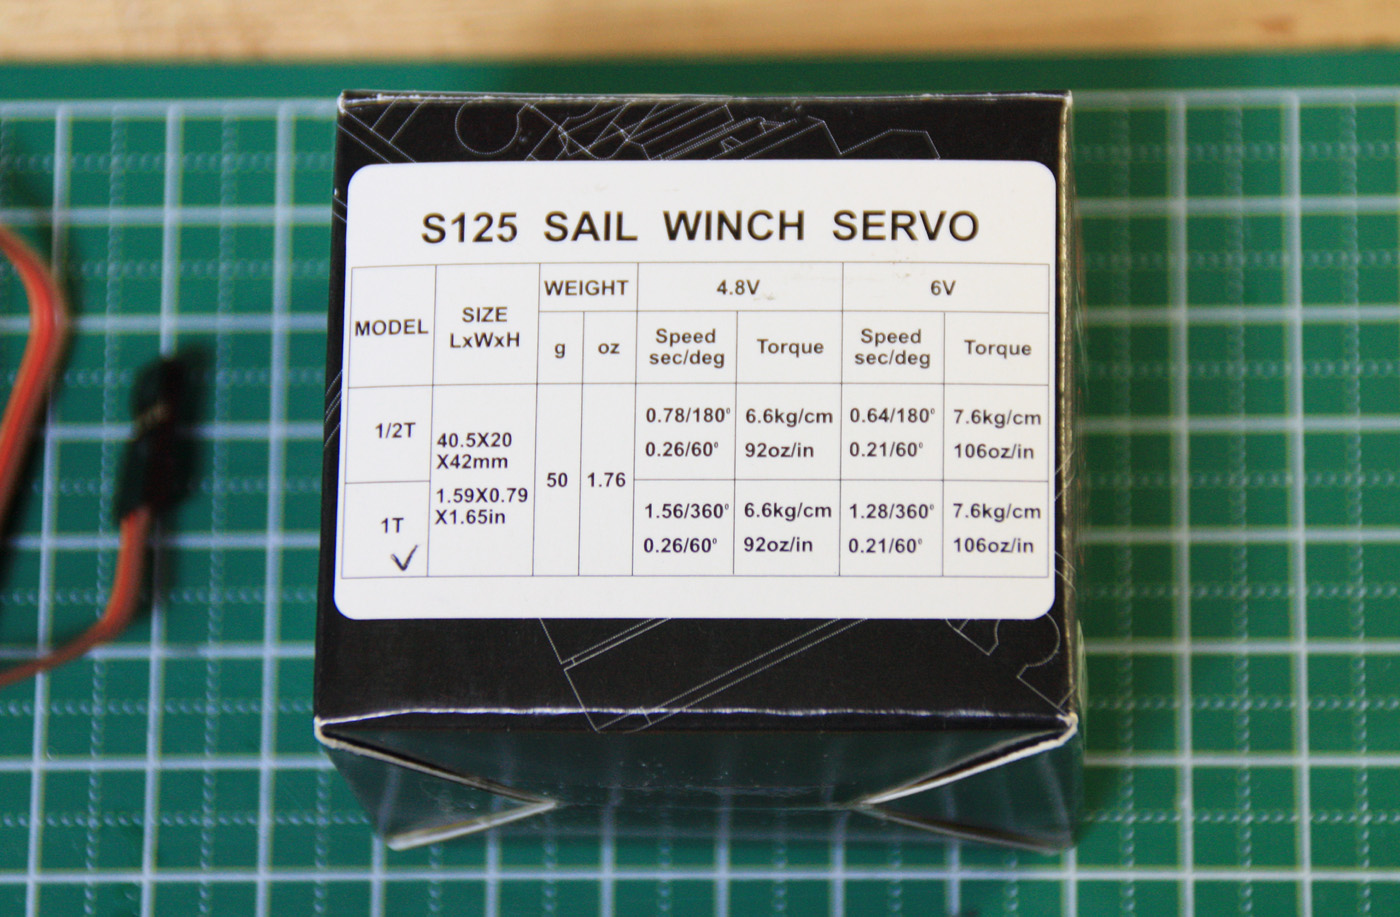 S125 SAIL WINCH SERVO
MODEL
SIZE
LxWxH
WEIGHT
4.8V
6V
g
oz
Speed
sec/deg
Torque
Speed
sec/deg
Torque
1/2T
40.5X20
X42mm
1.59X0.79
X1.65in
50
1.76
0.78/180°
6.6kg/cm
0.64/180°
7.6kg/cm
0.26/60°
92oz/in
0.21/60°
106oz/in
1T
1.56/360°
6.6kg/cm
1.28/360°
7.6kg/cm
0.26/60°
92oz/in
0.21/60°
106oz/in